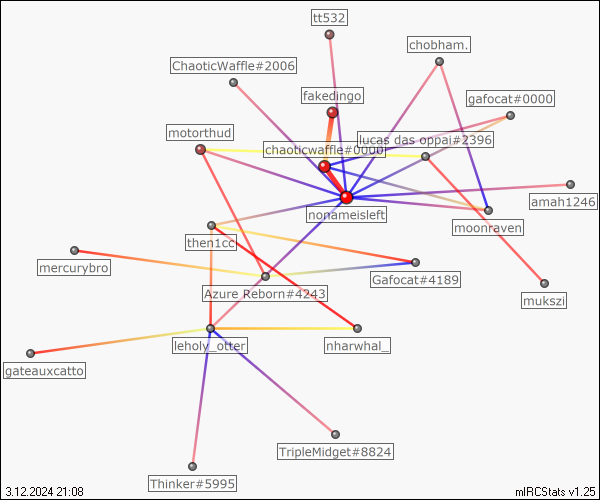 tt532
chobham.
ChaoticWaffle#2006
fakedingo
gafocat#0000
motorthud
lucas das oppai#2396
chaoticwaffle#0000
amah1246
nonameisleft
moonraven
then1cc
mercurybro
Gafocat#4189
Azure Reborn#4243
mukszi
leholy_otter
nharwhal_
gateauxcatto
TripleMidget#8824
Thinker#5995
3.12.2024 21:08
mIRCStats v1.25